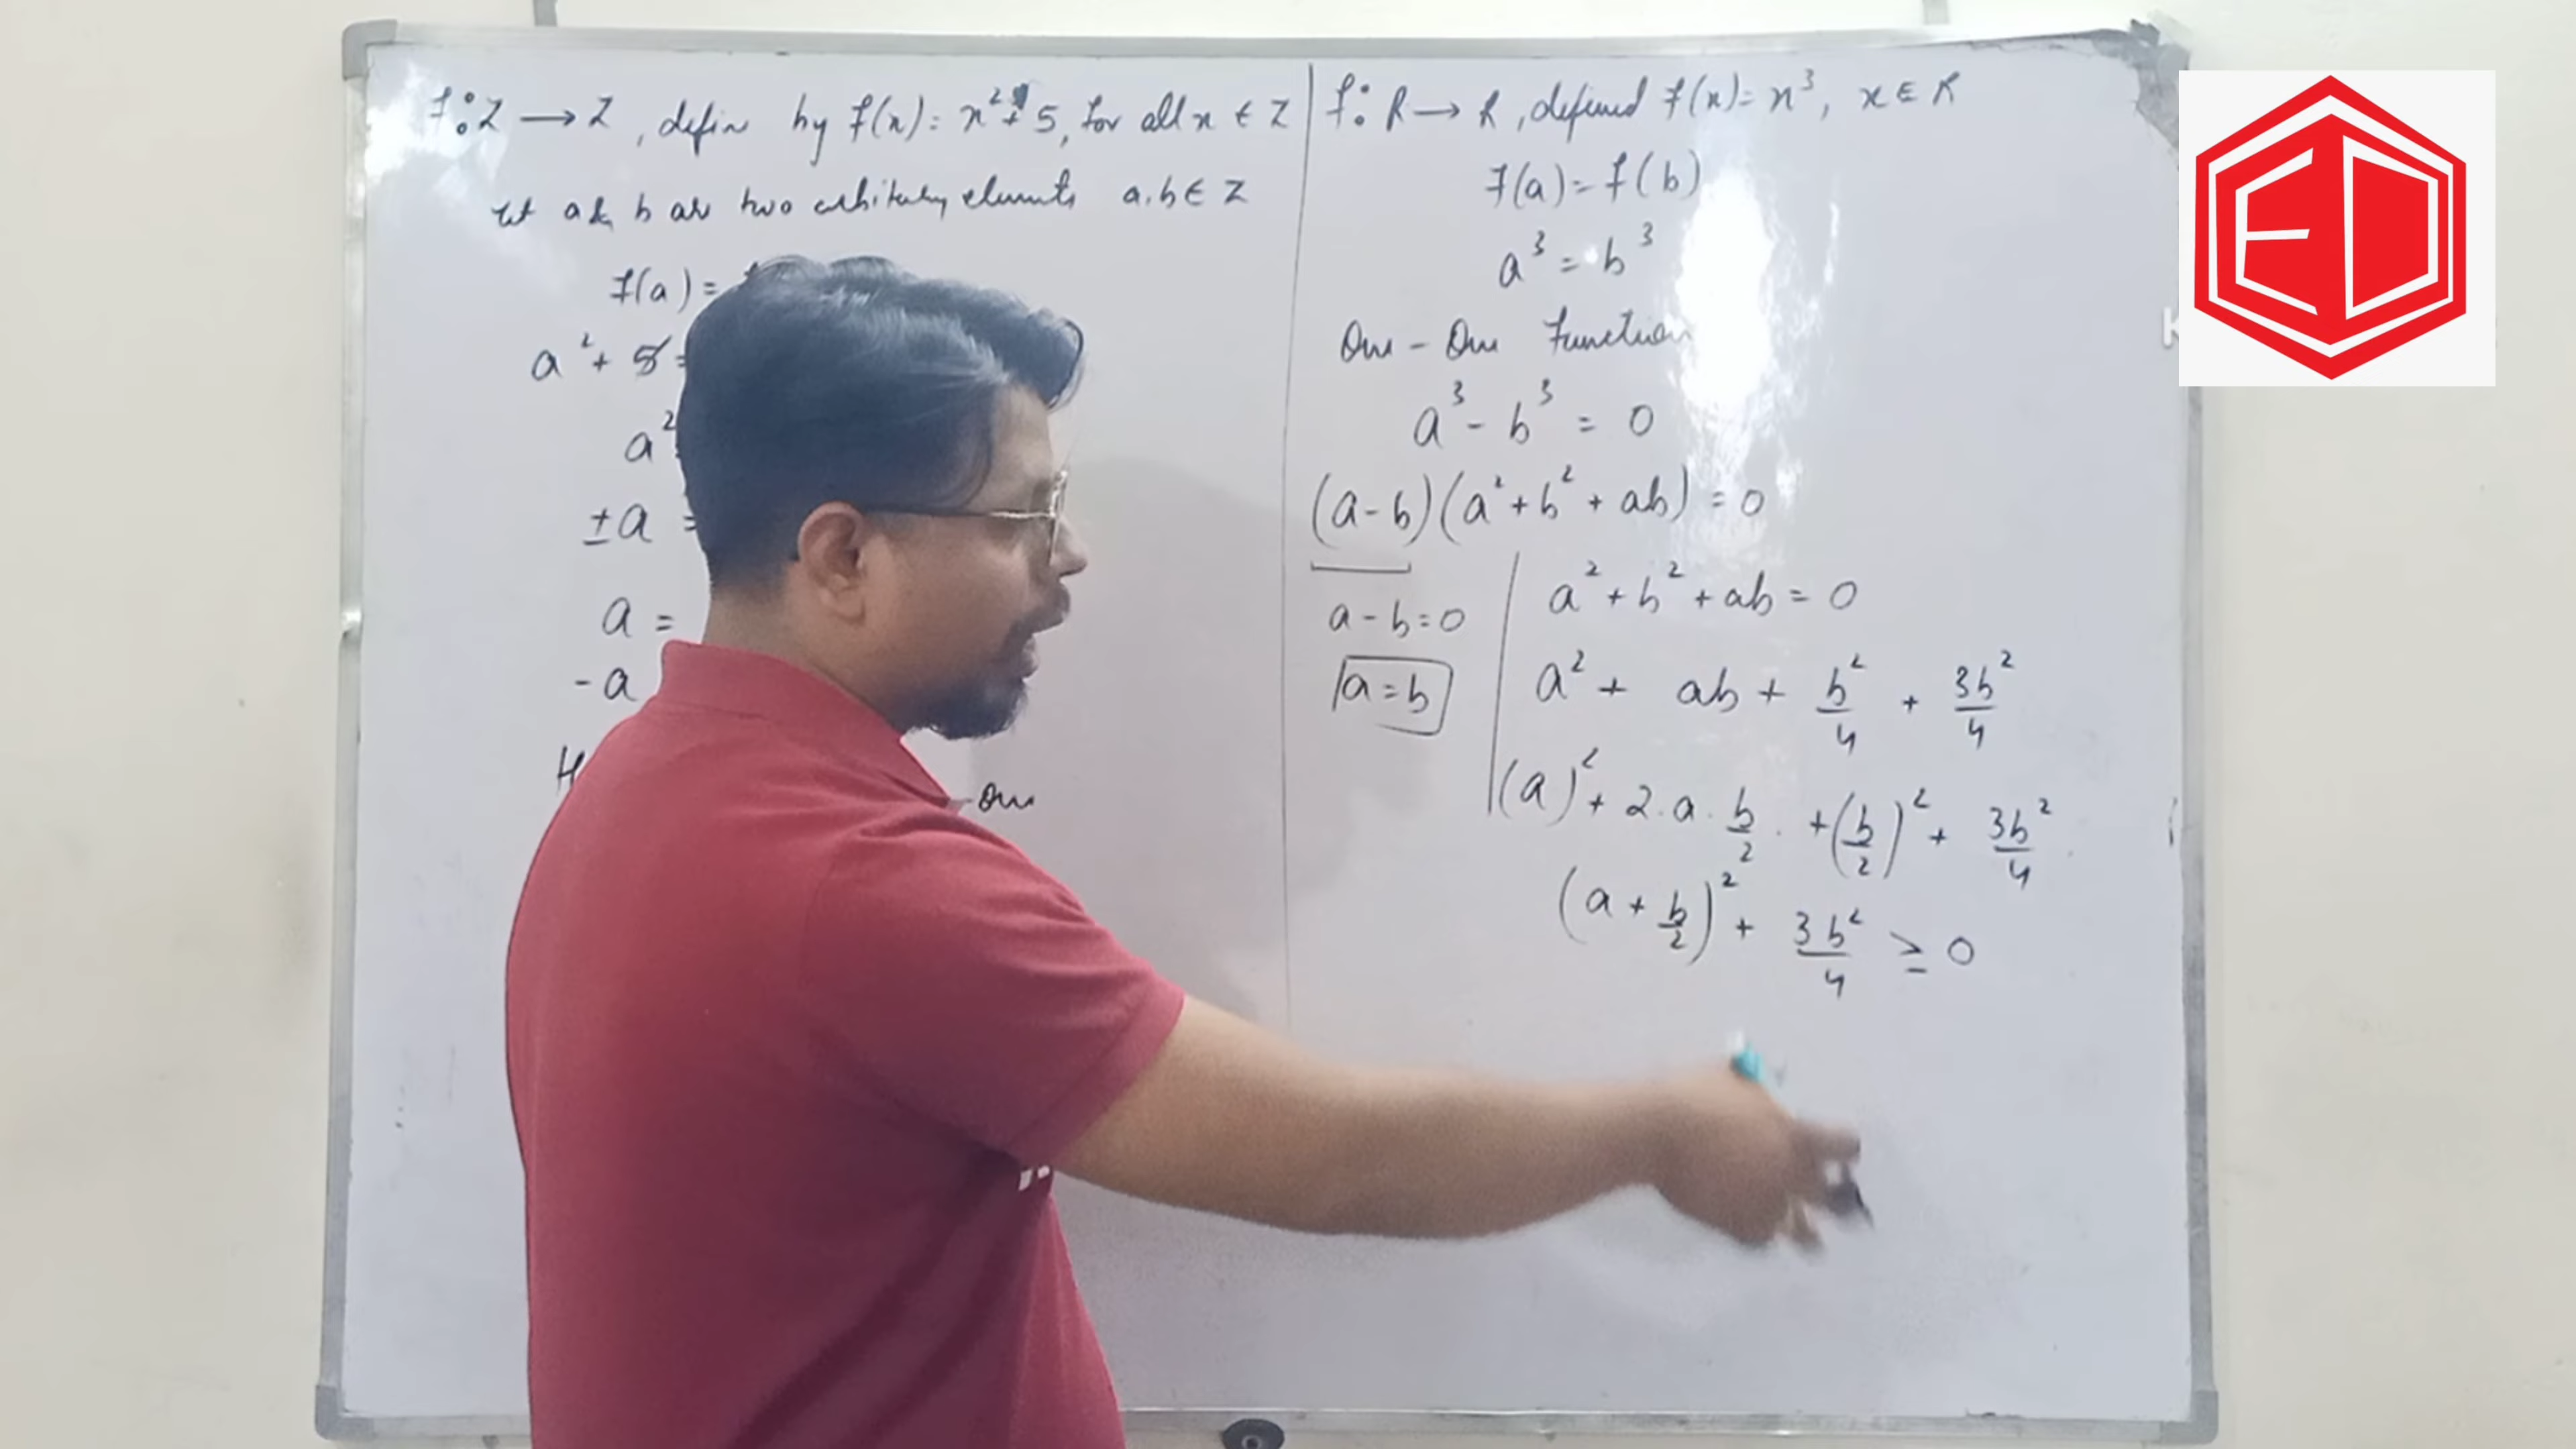 f: Z → Z, defin by f(x) = x² + 5, for all x ∈ Z
let a & b are two arbitrary elements a, b ∈ Z
f(a) =
a² + 5 =
a²
±a =
a =
-a
H
-One
f: R → R, defined f(x) = x³, x ∈ R
f(a) = f(b)
a³ = b³
One - One Function
a³ - b³ = 0
(a-b)(a² + b² + ab) = 0
a - b = 0
a = b
a² + b² + ab = 0
a² + ab + b²/4 + 3b²/4
(a)² + 2.a.b/2 . + (b/2)² + 3b²/4
(a + b/2)² + 3b²/4 ≥ 0
ED